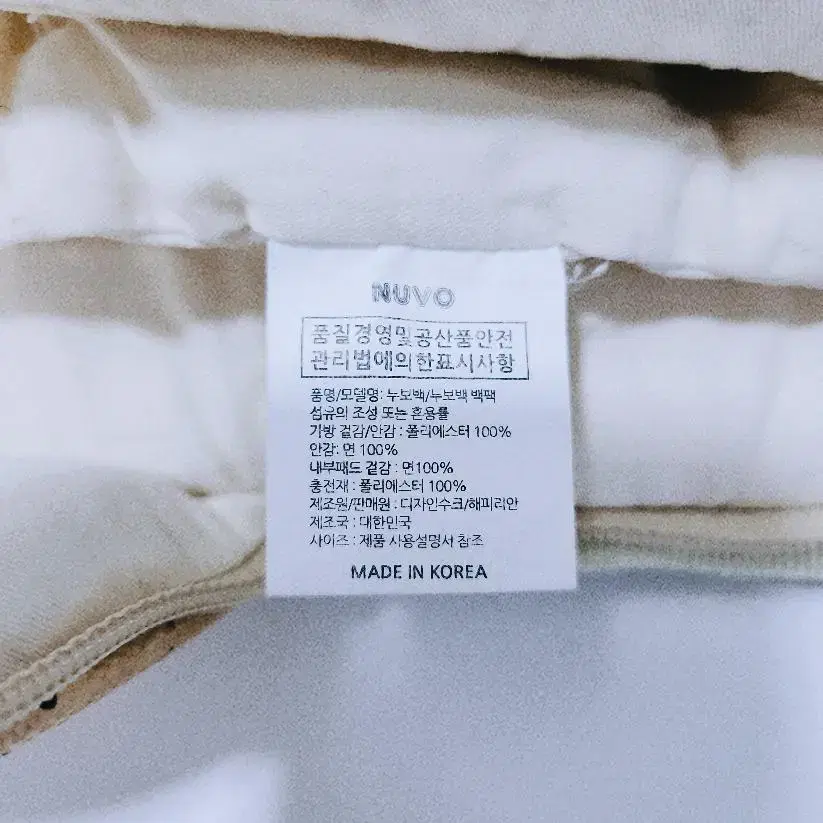 NUVO
품질경영및공산품안전
관리법에의한표시사항
품명/모델명: 누보백/누보백 백팩
섬유의 조성 또는 혼용률
가방 겉감/안감 : 폴리에스터 100%
안감: 면 100%
내부패드 겉감 : 면100%
충전재 : 폴리에스터 100%
제조원/판매원 : 디자인수크/해피리안
제조국 : 대한민국
사이즈 : 제품 사용설명서 참조
MADE IN KOREA